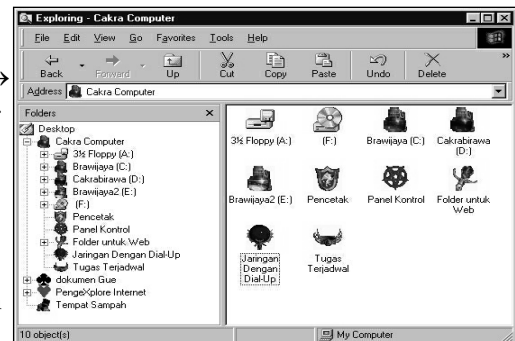 Exploring - Cakra Computer
File Edit View Go Favorites Tools Help
Back Forward Up Cut Copy Paste Undo Delete »
Address Cakra Computer
Folders ×
Desktop
Cakra Computer
3½ Floppy (A:)
Brawijaya (C:)
Cakrabirawa (D:)
Brawijaya2 (E:)
(F:)
Pencetak
Panel Kontrol
Folder untuk Web
Jaringan Dengan Dial-Up
Tugas Terjadwal
dokumen Gue
PengeXplore Internet
Tempat Sampah
3½ Floppy (A:) (F:) Brawijaya (C:) Cakrabirawa
(D:)
Brawijaya2 (E:) Pencetak Panel Kontrol Folder untuk
Web
Jaringan Tugas
Dengan Terjadwal
Dial-Up
10 object(s) My Computer